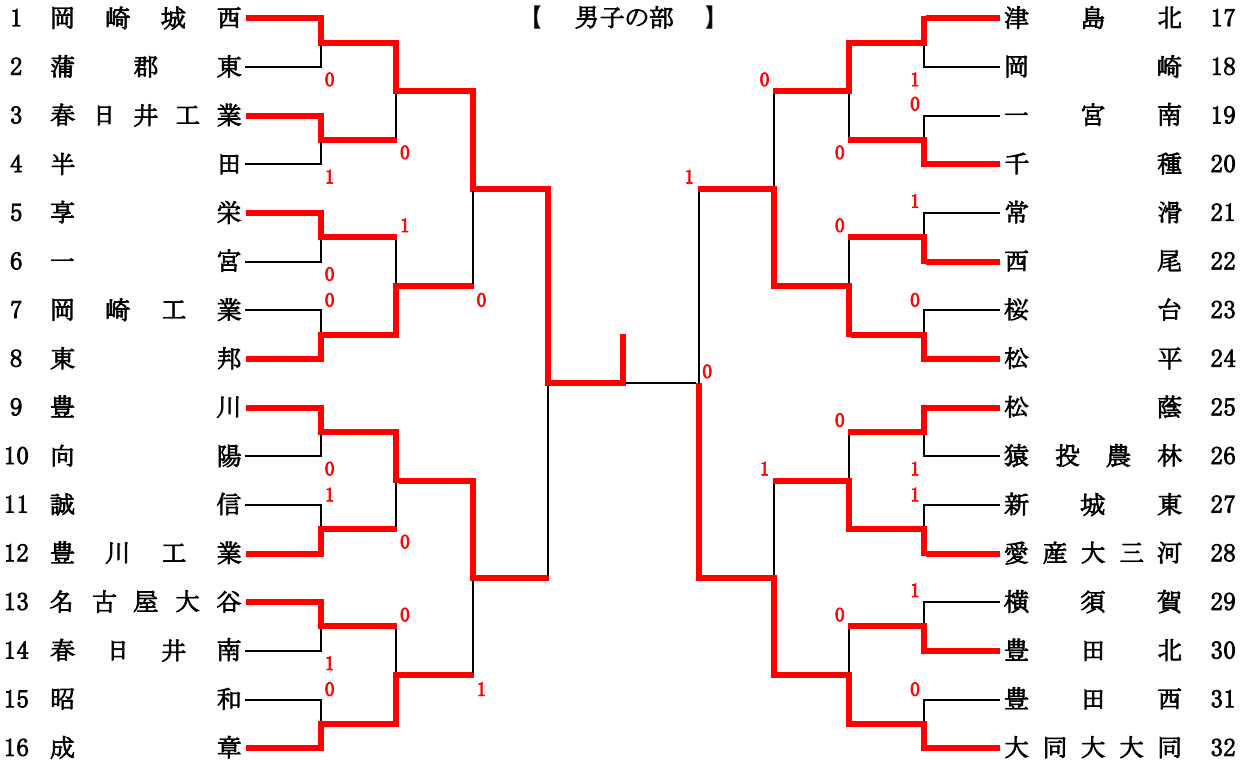 【 男子の部 】
1 岡崎城西
2 蒲郡東
0
3 春日井工業
4 半田
1
0
5 享栄
1
6 一宮
0
7 岡崎工業
0
8 東邦
0
9 豊川
10 向陽
0
11 誠信
1
12 豊川工業
0
13 名古屋大谷
0
14 春日井南
1
15 昭和
0
16 成章
1
津島北 17
岡崎 18
0
1
一宮南 19
0
千種 20
0
1
常滑 21
1
西尾 22
0
桜台 23
0
松平 24
0
松蔭 25
0
猿投農林 26
1
1
新城東 27
1
愛産大三河 28
横須賀 29
1
豊田北 30
0
豊田西 31
0
大同大大同 32